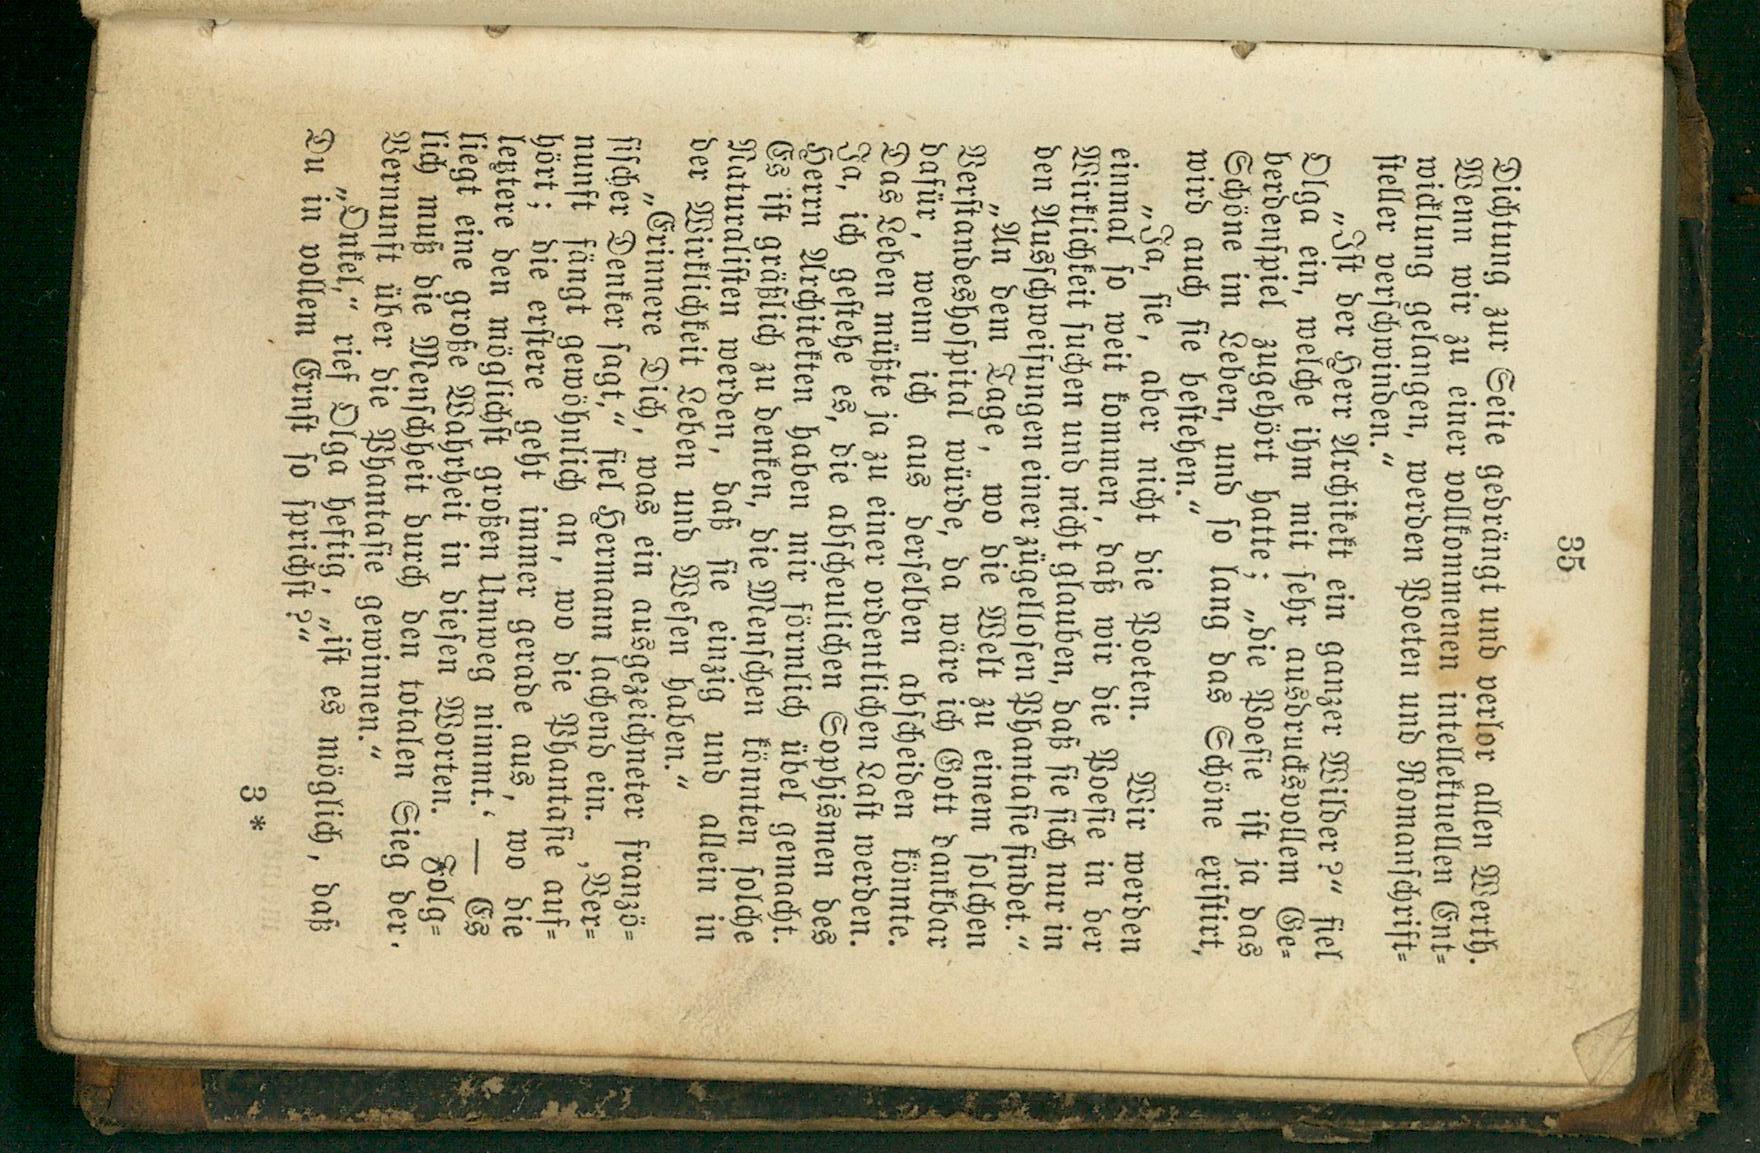 35
Dichtung zur Seite gedrängt und verlor allen Werth.
Wenn wir zu einer vollkommenen intellektuellen Ent-
wicklung gelangen, werden Poeten und Romanschrift-
steller verschwinden.“
„Ist der Herr Architekt ein ganzer Wilder?“ fiel
Olga ein, welche ihm mit sehr ausdrucksvollem Ge-
berdenspiel zugehört hatte; „die Poesie ist ja das
Schöne im Leben, und so lang das Schöne existirt,
wird auch sie bestehen.“
„Ja, sie, aber nicht die Poeten. Wir werden
einmal so weit kommen, daß wir die Poesie in der
Wirklichkeit suchen und nicht glauben, daß sie sich nur in
den Ausschweifungen einer zügellosen Phantasie findet.“
„An dem Tage, wo die Welt zu einem solchen
Verstandeshospital würde, da wäre ich Gott dankbar
dafür, wenn ich aus derselben abscheiden könnte.
Das Leben müßte ja zu einer ordentlichen Last werden.
Ja, ich gestehe es, die abscheulichen Sophismen des
Herrn Architekten haben mir förmlich übel gemacht.
Es ist gräßlich zu denken, die Menschen könnten solche
Naturalisten werden, daß sie einzig und allein in
der Wirklichkeit Leben und Wesen haben.“
„Erinnere Dich, was ein ausgezeichneter franzö-
sischer Denker sagt,“ fiel Hermann lachend ein. ‚Ver-
nunft fängt gewöhnlich an, wo die Phantasie auf-
hört; die erstere geht immer gerade aus, wo die
letztere den möglichst großen Umweg nimmt.‘ — Es
liegt eine große Wahrheit in diesen Worten. Folg-
lich muß die Menschheit durch den totalen Sieg der
Vernunft über die Phantasie gewinnen.“
„Onkel,“ rief Olga heftig, „ist es möglich, daß
Du in vollem Ernst so sprichst?“
3*